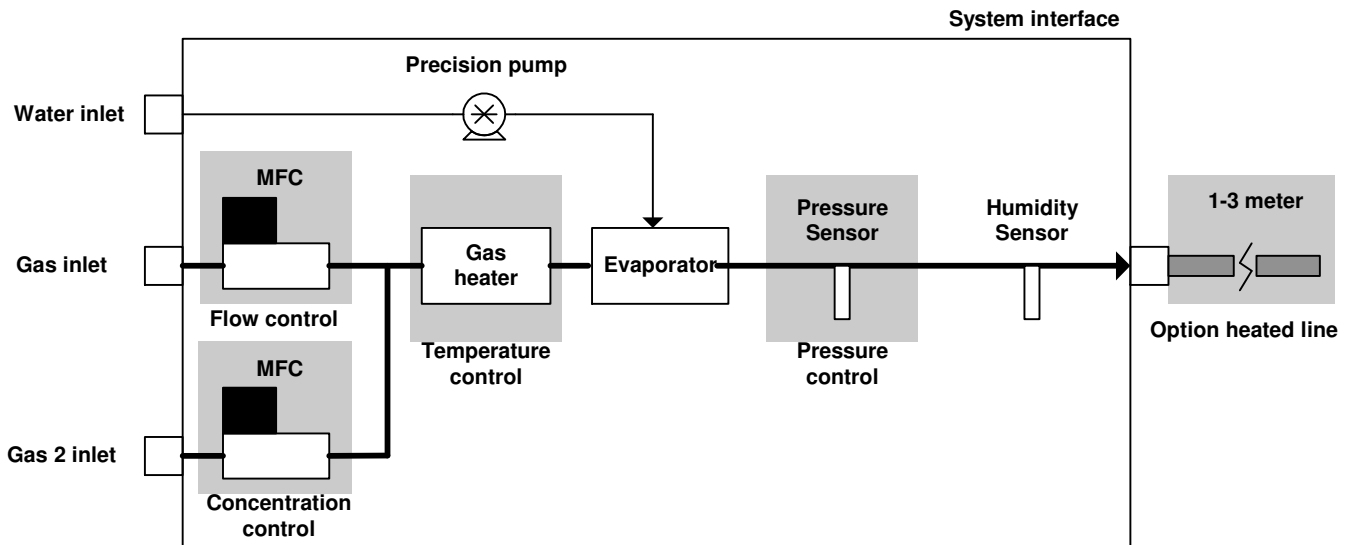 System interface
Precision pump
Water inlet
MFC
Pressure
Sensor
Humidity
Sensor
1-3 meter
Gas inlet
Gas
heater
Evaporator
Flow control
Option heated line
Temperature
control
Pressure
control
MFC
Gas 2 inlet
Concentration
control